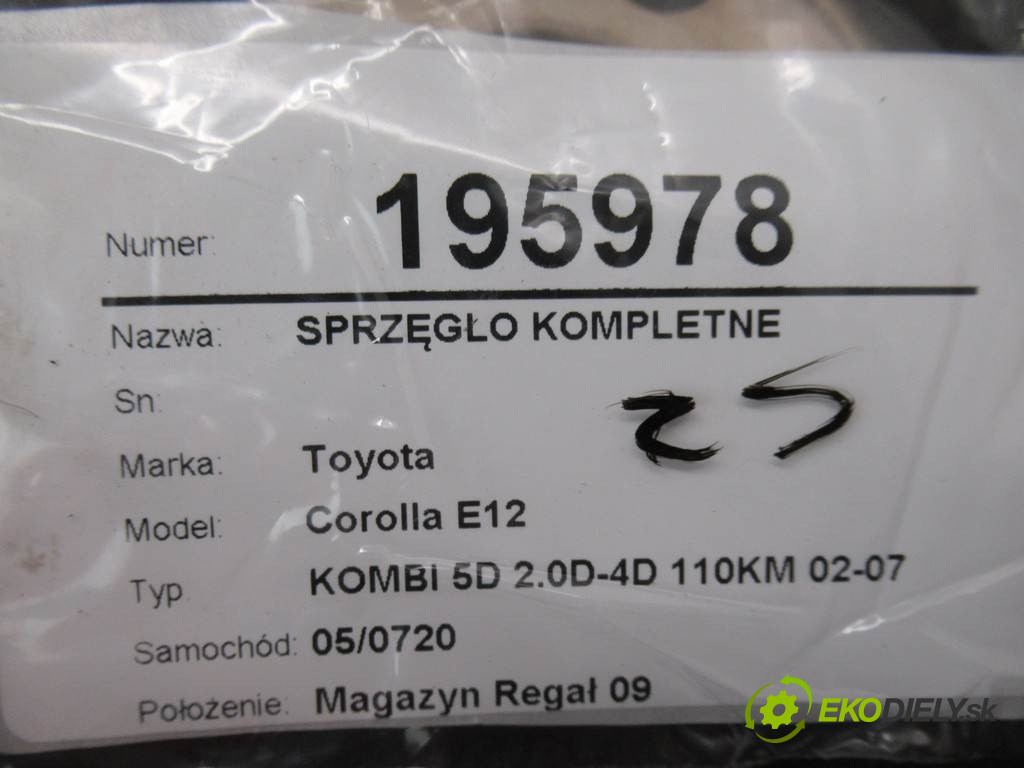 Numer: 195978
Nazwa: SPRZĘGŁO KOMPLETNE
Sn:
25
Marka: Toyota
Model: Corolla E12
Typ KOMBI 5D 2.0D-4D 110KM 02-07
Samochód: 05/0720
Położenie: Magazyn Regał 09
EKODIELY.sk